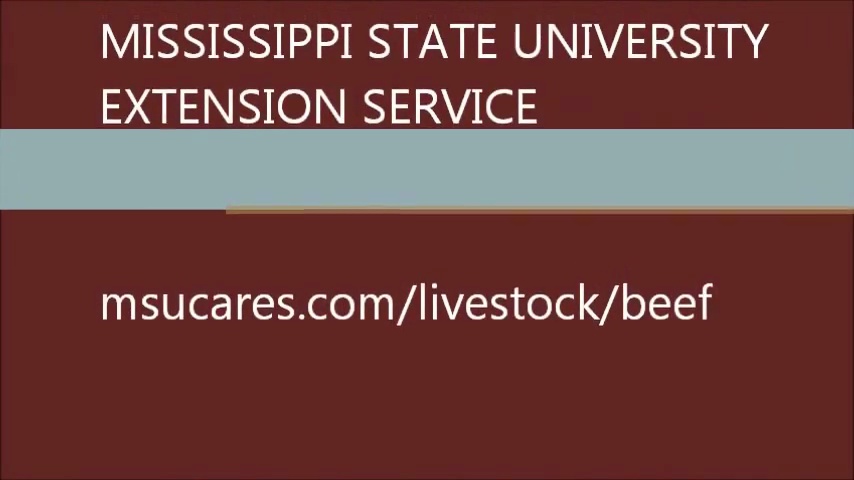 MISSISSIPPI STATE UNIVERSITY
EXTENSION SERVICE
msucares.com/livestock/beef